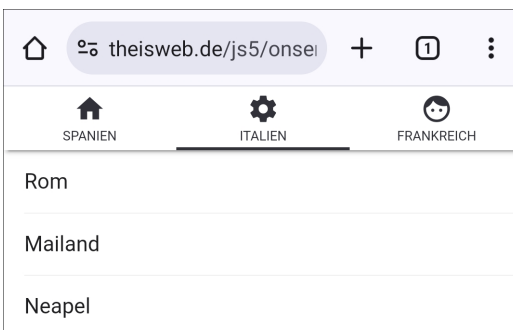 theisweb.de/js5/onse
1
SPANIEN ITALIEN FRANKREICH
Rom
Mailand
Neapel